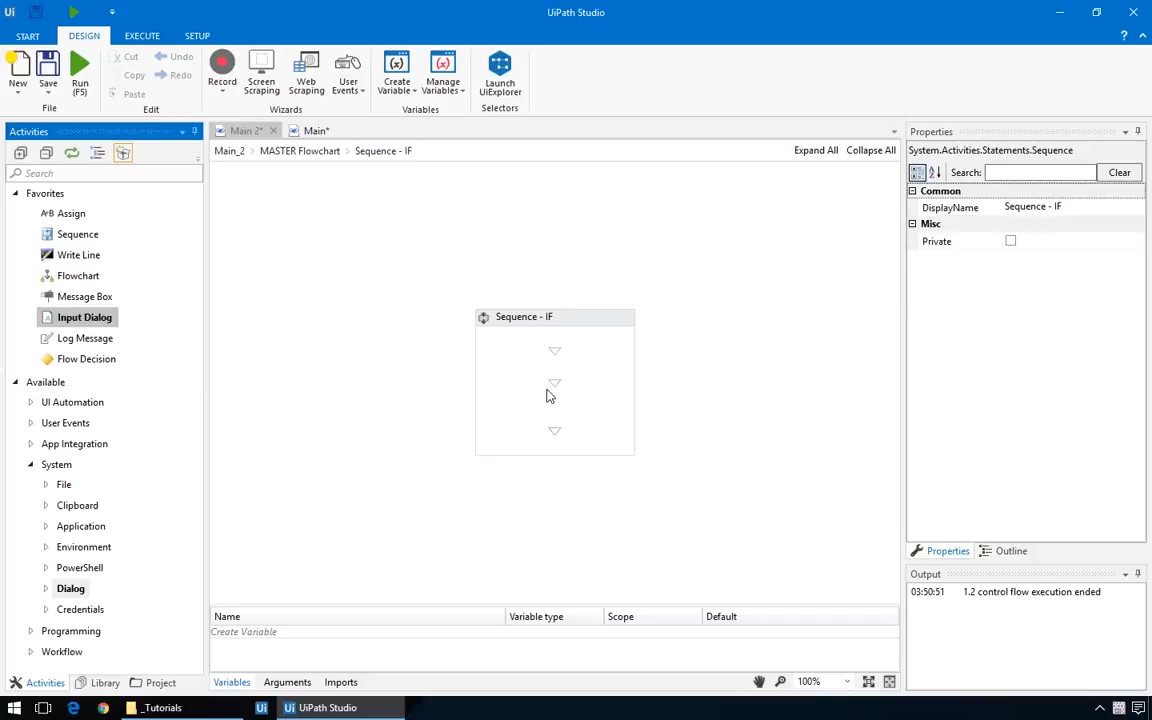 Ui
UiPath Studio
START
DESIGN
EXECUTE
SETUP
New
Save
Run
(F5)
File
Cut
Copy
Paste
Undo
Redo
Edit
Record
Screen
Scraping
Web
Scraping
User
Events
Wizards
Create
Variable
Manage
Variables
Variables
Launch
UiExplorer
Selectors
Activities
Search
Favorites
A+B Assign
Sequence
Write Line
Flowchart
Message Box
Input Dialog
Log Message
Flow Decision
Available
UI Automation
User Events
App Integration
System
File
Clipboard
Application
Environment
PowerShell
Dialog
Credentials
Programming
Workflow
Activities
Library
Project
Main 2*
Main*
Main_2 > MASTER Flowchart > Sequence - IF
Expand All
Collapse All
Sequence - IF
Name
Variable type
Scope
Default
Create Variable
Variables
Arguments
Imports
100%
Properties
System.Activities.Statements.Sequence
Search:
Clear
Common
DisplayName
Sequence - IF
Misc
Private
Properties
Outline
Output
03:50:51
1.2 control flow execution ended
_Tutorials
Ui
Ui UiPath Studio